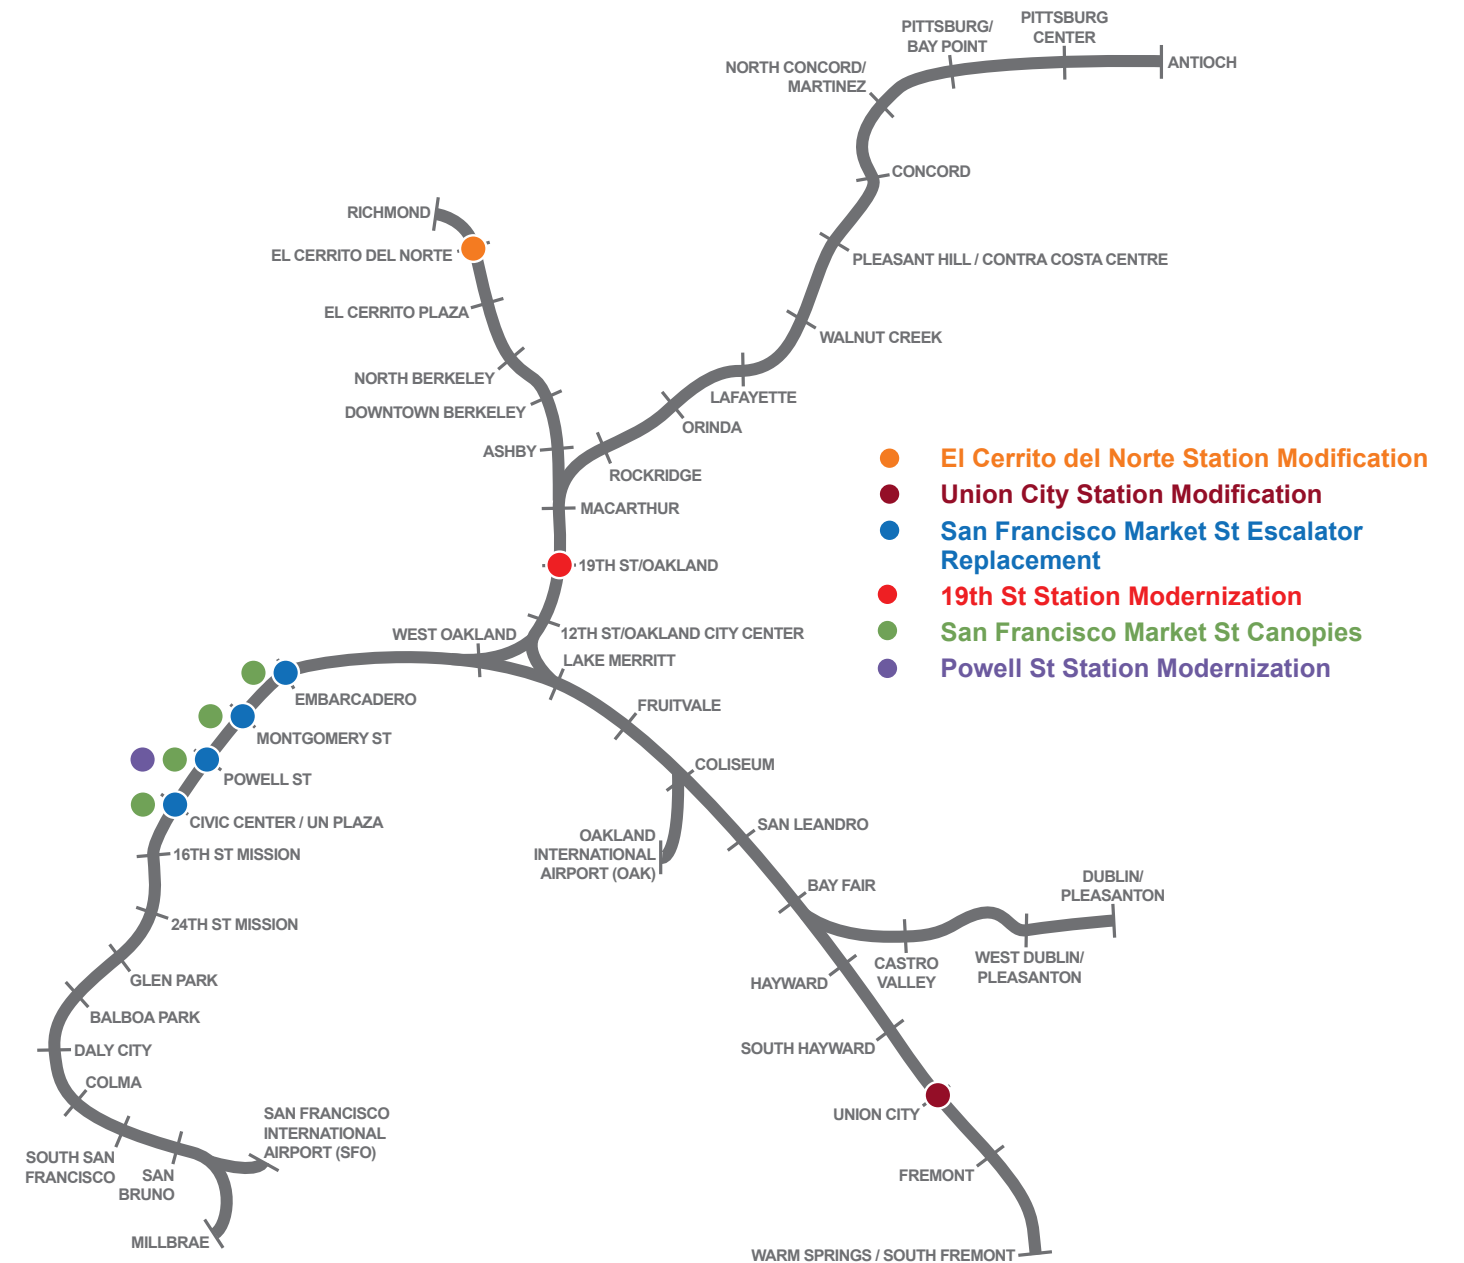 PITTSBURG
CENTER
PITTSBURG/
BAY POINT
ANTIOCH
NORTH CONCORD/
MARTINEZ
CONCORD
RICHMOND
EL CERRITO DEL NORTE
PLEASANT HILL / CONTRA COSTA CENTRE
EL CERRITO PLAZA
WALNUT CREEK
NORTH BERKELEY
LAFAYETTE
DOWNTOWN BERKELEY
ORINDA
ASHBY
ROCKRIDGE
MACARTHUR
19TH ST/OAKLAND
El Cerrito del Norte Station Modification
Union City Station Modification
San Francisco Market St Escalator
Replacement
19th St Station Modernization
San Francisco Market St Canopies
Powell St Station Modernization
WEST OAKLAND
12TH ST/OAKLAND CITY CENTER
LAKE MERRITT
EMBARCADERO
FRUITVALE
MONTGOMERY ST
COLISEUM
POWELL ST
CIVIC CENTER / UN PLAZA
SAN LEANDRO
OAKLAND
INTERNATIONAL
AIRPORT (OAK)
16TH ST MISSION
BAY FAIR
DUBLIN/
PLEASANTON
24TH ST MISSION
CASTRO
VALLEY
WEST DUBLIN/
PLEASANTON
GLEN PARK
HAYWARD
BALBOA PARK
SOUTH HAYWARD
DALY CITY
COLMA
UNION CITY
SAN FRANCISCO
INTERNATIONAL
AIRPORT (SFO)
SOUTH SAN
FRANCISCO
SAN
BRUNO
FREMONT
MILLBRAE
WARM SPRINGS / SOUTH FREMONT